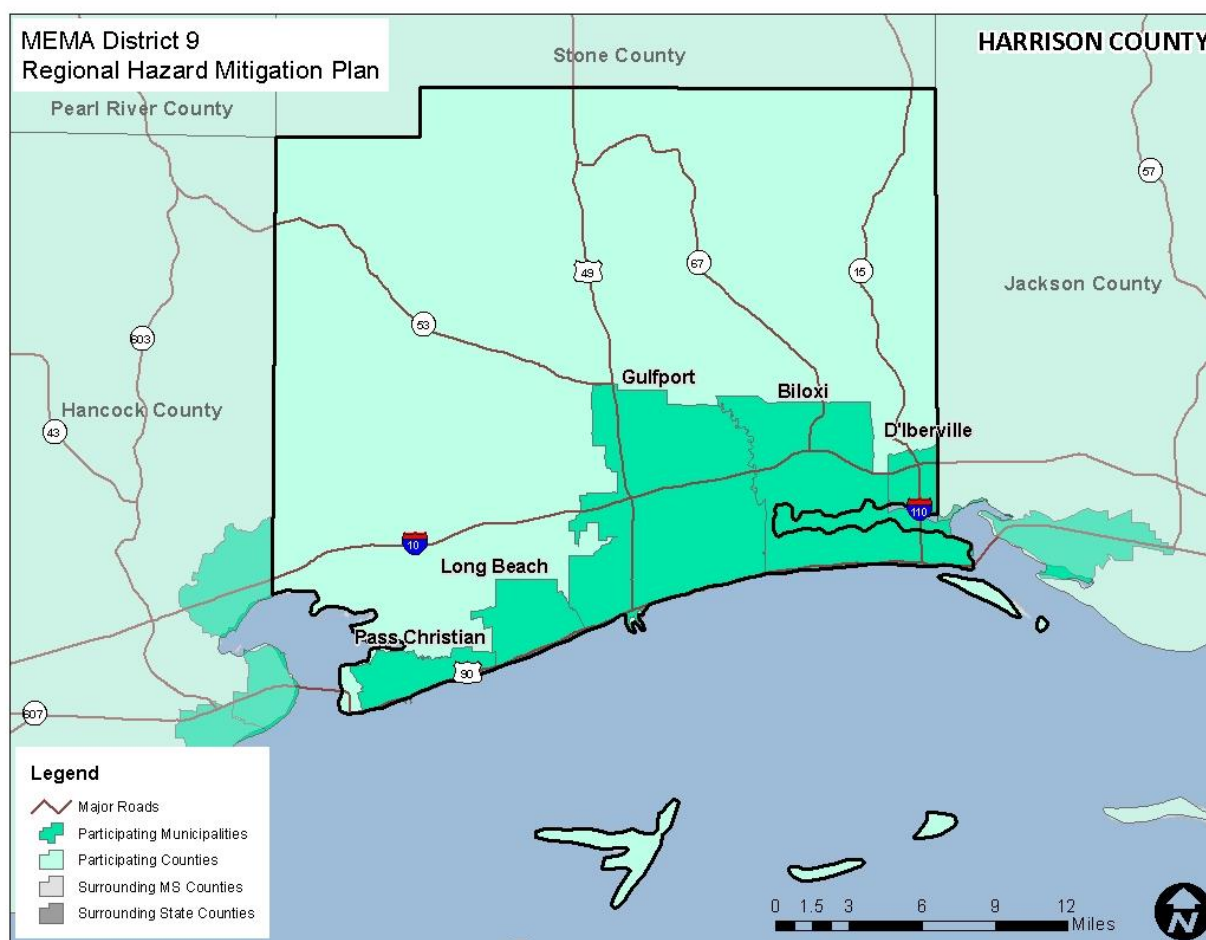 MEMA District 9
Regional Hazard Mitigation Plan
HARRISON COUNTY
Stone County
Pearl River County
57
67
49
15
603
53
Jackson County
Gulfport
Biloxi
Hancock County
43
D'Iberville
110
10
Long Beach
Pass Christian
90
607
Legend
Major Roads
Participating Municipalities
Participating Counties
Surrounding MS Counties
Surrounding State Counties
0 1.5 3 6 9 12
Miles
N